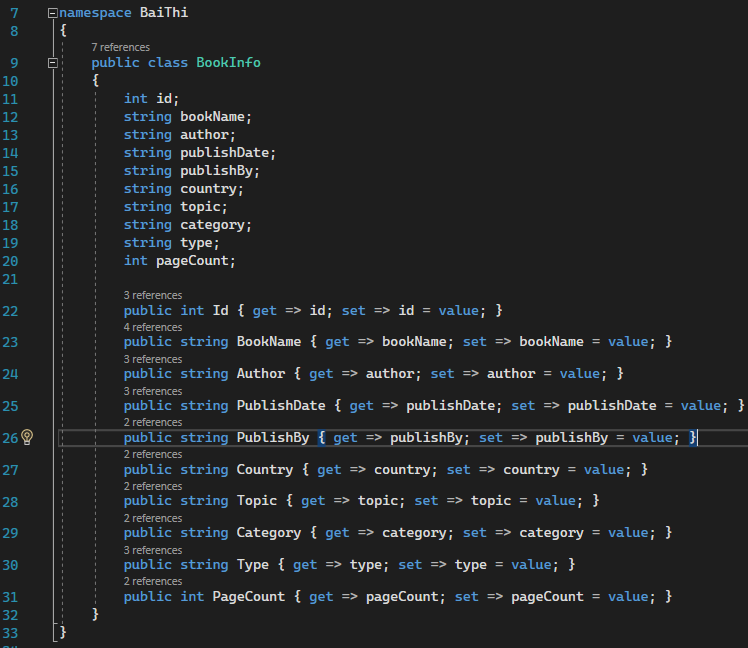 7 namespace BaiThi
8 {
7 references
9 public class BookInfo
10 {
11 int id;
12 string bookName;
13 string author;
14 string publishDate;
15 string publishBy;
16 string country;
17 string topic;
18 string category;
19 string type;
20 int pageCount;
21
3 references
22 public int Id { get => id; set => id = value; }
4 references
23 public string BookName { get => bookName; set => bookName = value; }
3 references
24 public string Author { get => author; set => author = value; }
3 references
25 public string PublishDate { get => publishDate; set => publishDate = value; }
2 references
26 public string PublishBy { get => publishBy; set => publishBy = value; }
2 references
27 public string Country { get => country; set => country = value; }
2 references
28 public string Topic { get => topic; set => topic = value; }
2 references
29 public string Category { get => category; set => category = value; }
3 references
30 public string Type { get => type; set => type = value; }
2 references
31 public int PageCount { get => pageCount; set => pageCount = value; }
32 }
33 }